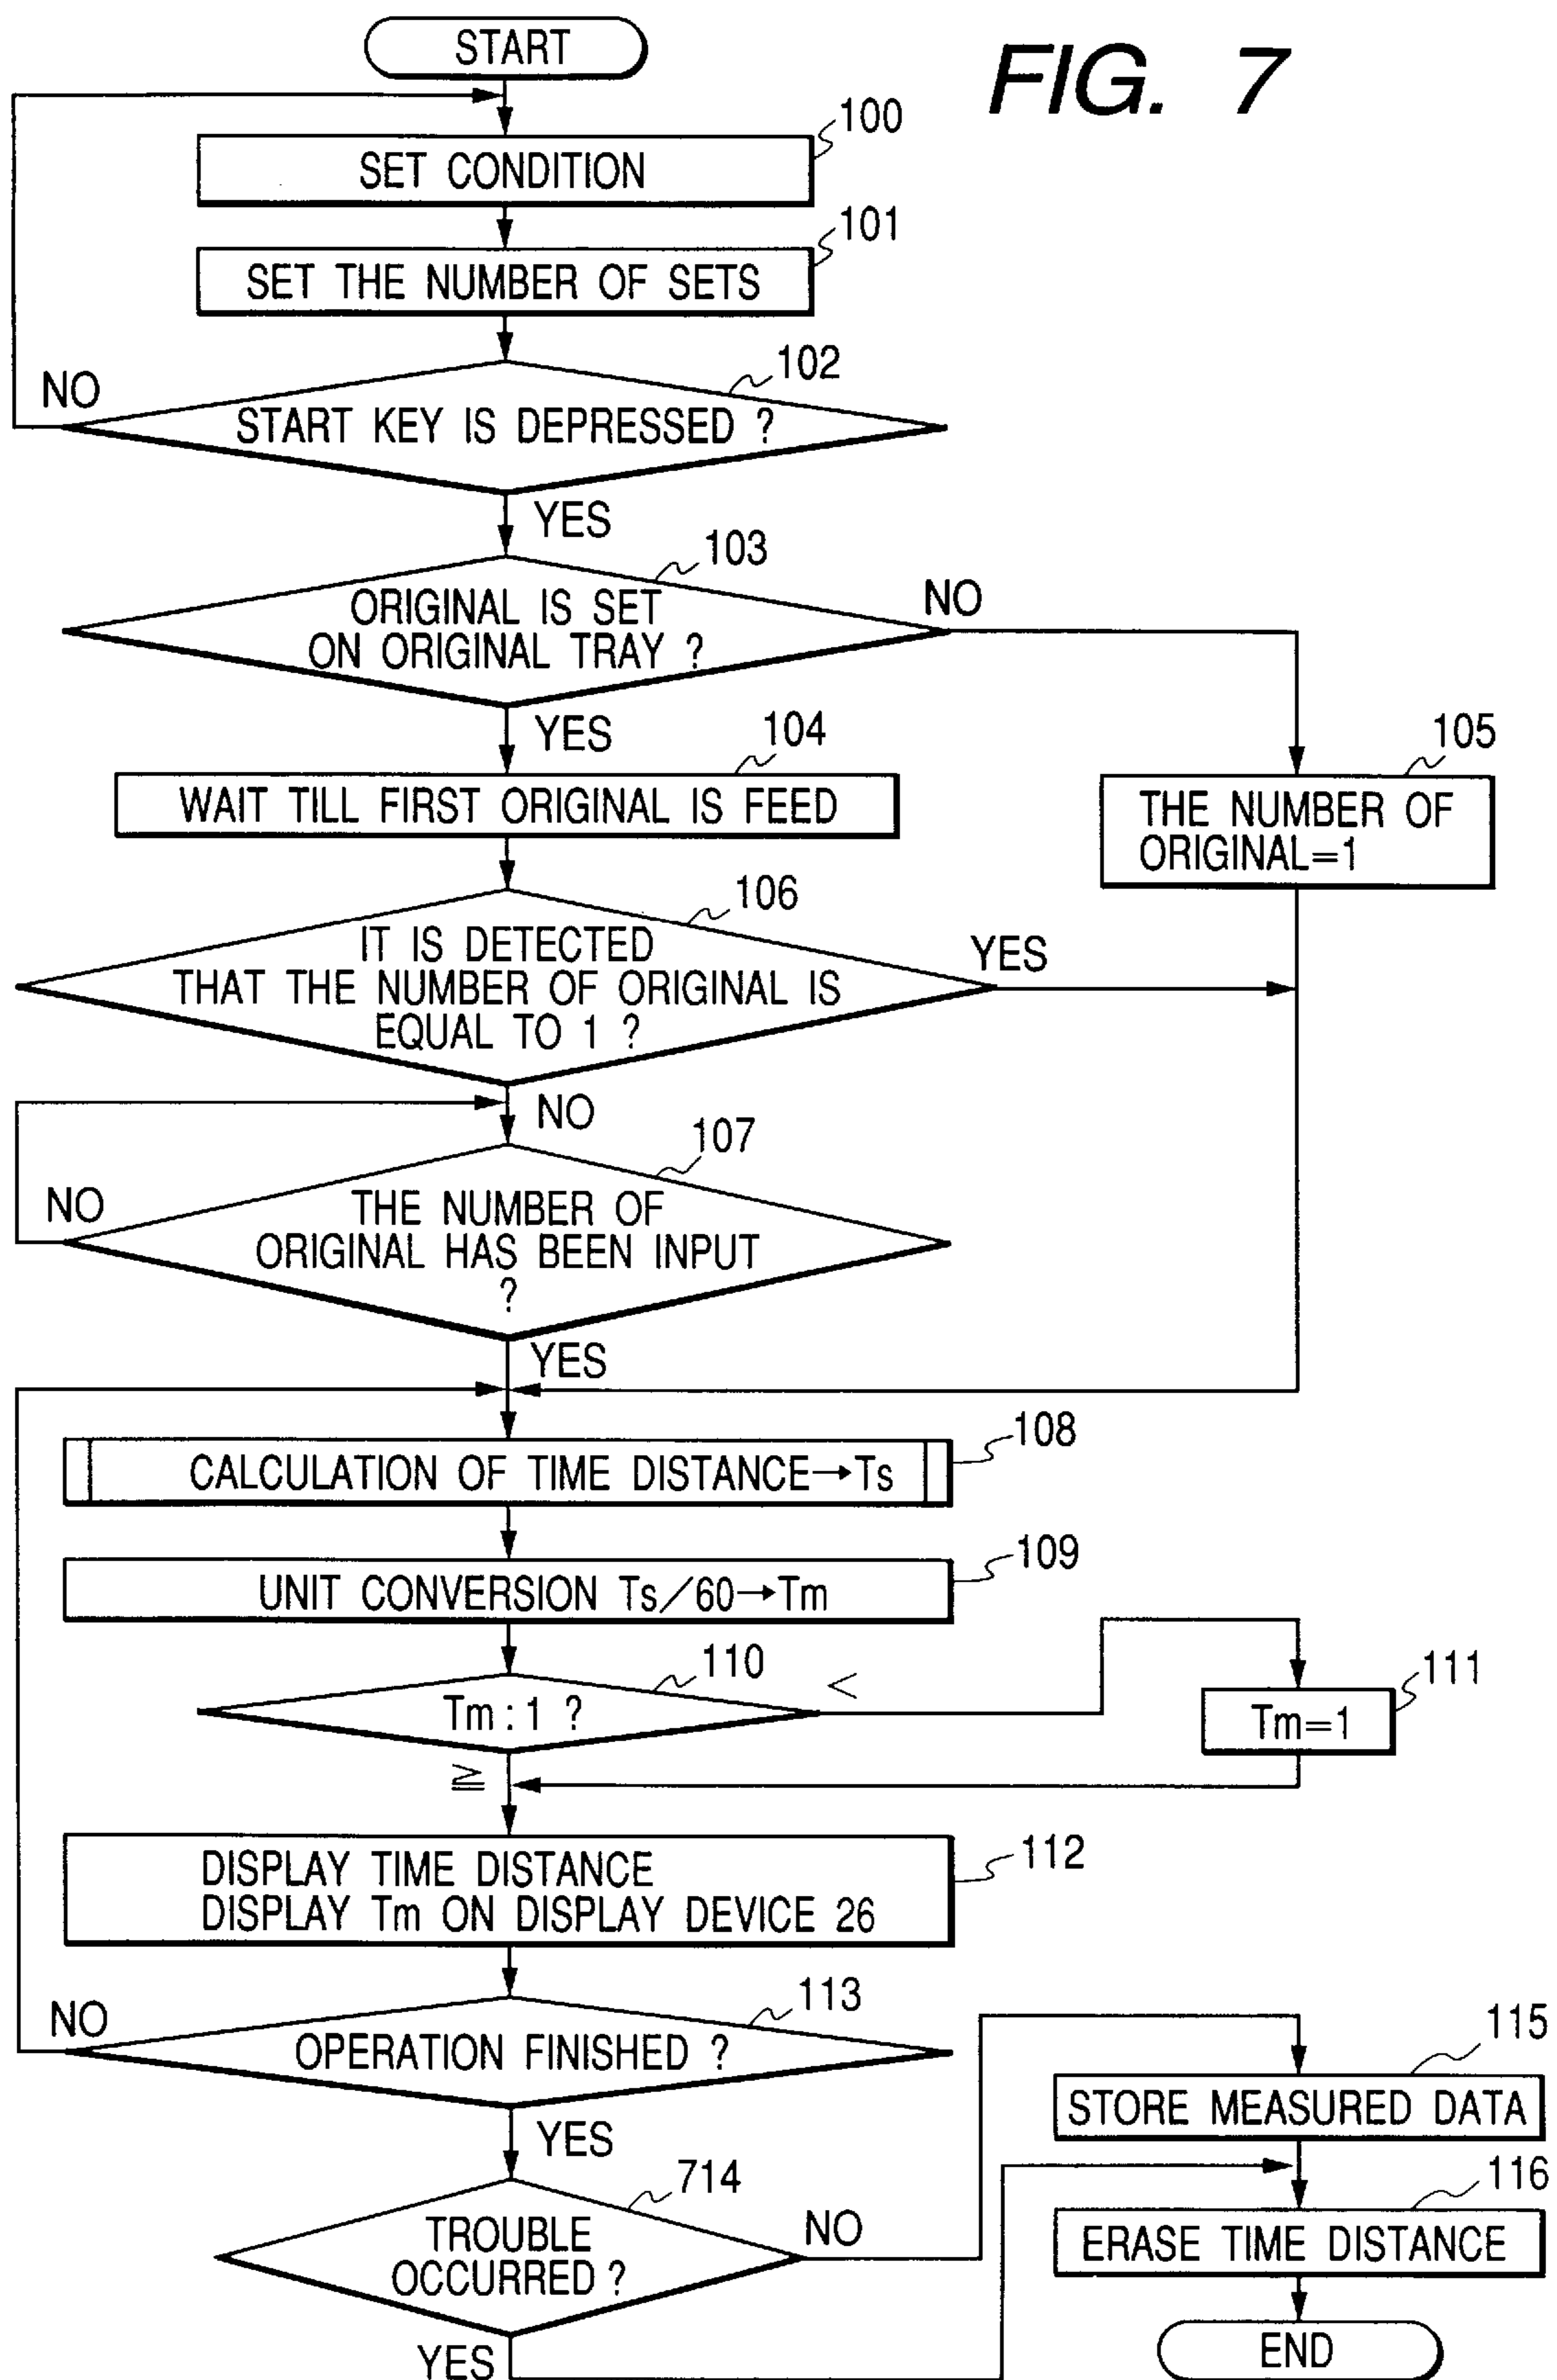 START
FIG. 7
100
SET CONDITION
101
SET THE NUMBER OF SETS
102
NO
START KEY IS DEPRESSED ?
YES
103
ORIGINAL IS SET
ON ORIGINAL TRAY ?
NO
YES
104
WAIT TILL FIRST ORIGINAL IS FEED
105
THE NUMBER OF
ORIGINAL=1
106
IT IS DETECTED
THAT THE NUMBER OF ORIGINAL IS
EQUAL TO 1 ?
YES
NO
107
NO
THE NUMBER OF
ORIGINAL HAS BEEN INPUT
?
YES
108
CALCULATION OF TIME DISTANCE→Ts
109
UNIT CONVERSION Ts/60→Tm
110
Tm : 1 ?
<
111
Tm=1
≧
112
DISPLAY TIME DISTANCE
DISPLAY Tm ON DISPLAY DEVICE 26
113
NO
OPERATION FINISHED ?
YES
115
STORE MEASURED DATA
714
TROUBLE
OCCURRED ?
NO
116
ERASE TIME DISTANCE
YES
END